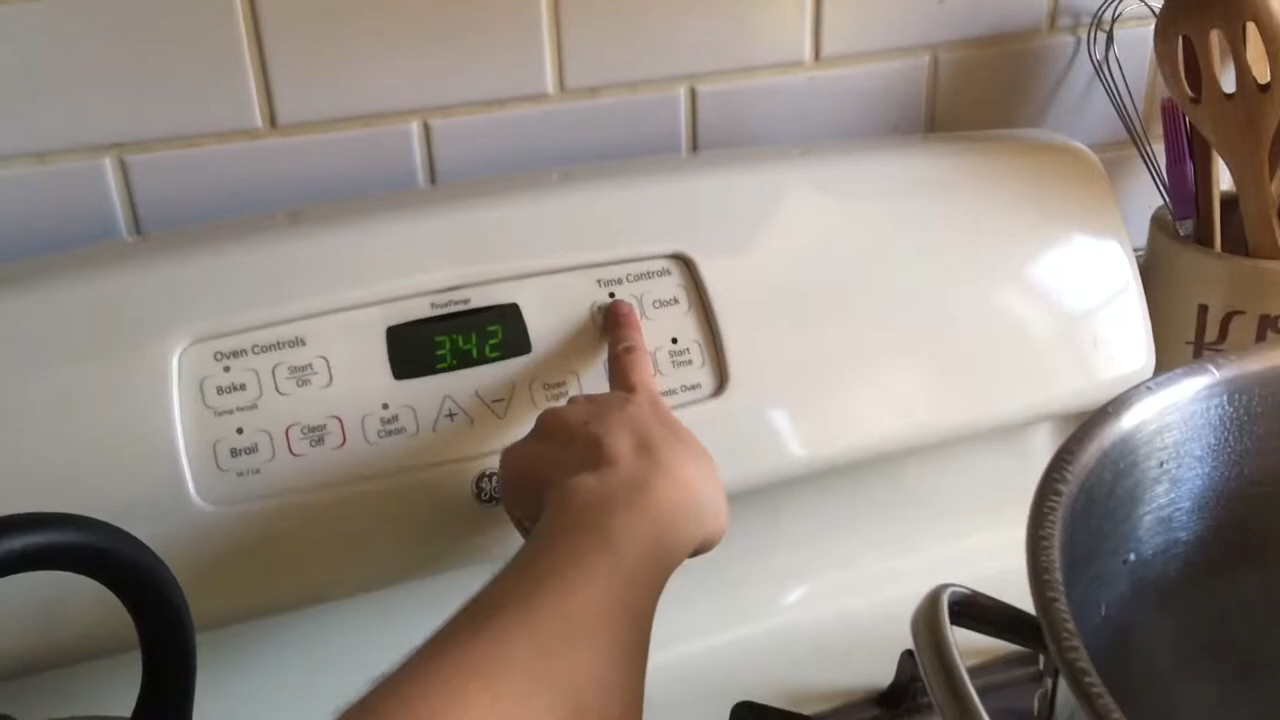 TrueTemp
Time Controls
Clock
3:42
Oven Controls
Bake
Temp Recall
Start
On
Start
Time
Oven
Light
Self
Clean
+
-
Clear
Off
Broil
Hi / Lo
GE